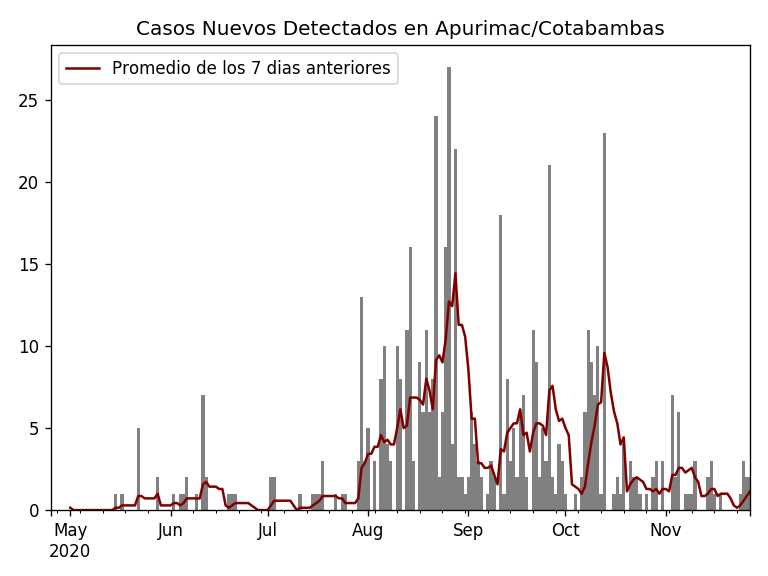 Casos Nuevos Detectados en Apurimac/Cotabambas
Promedio de los 7 dias anteriores
25
20
15
10
5
0
May Jun Jul Aug Sep Oct Nov
2020